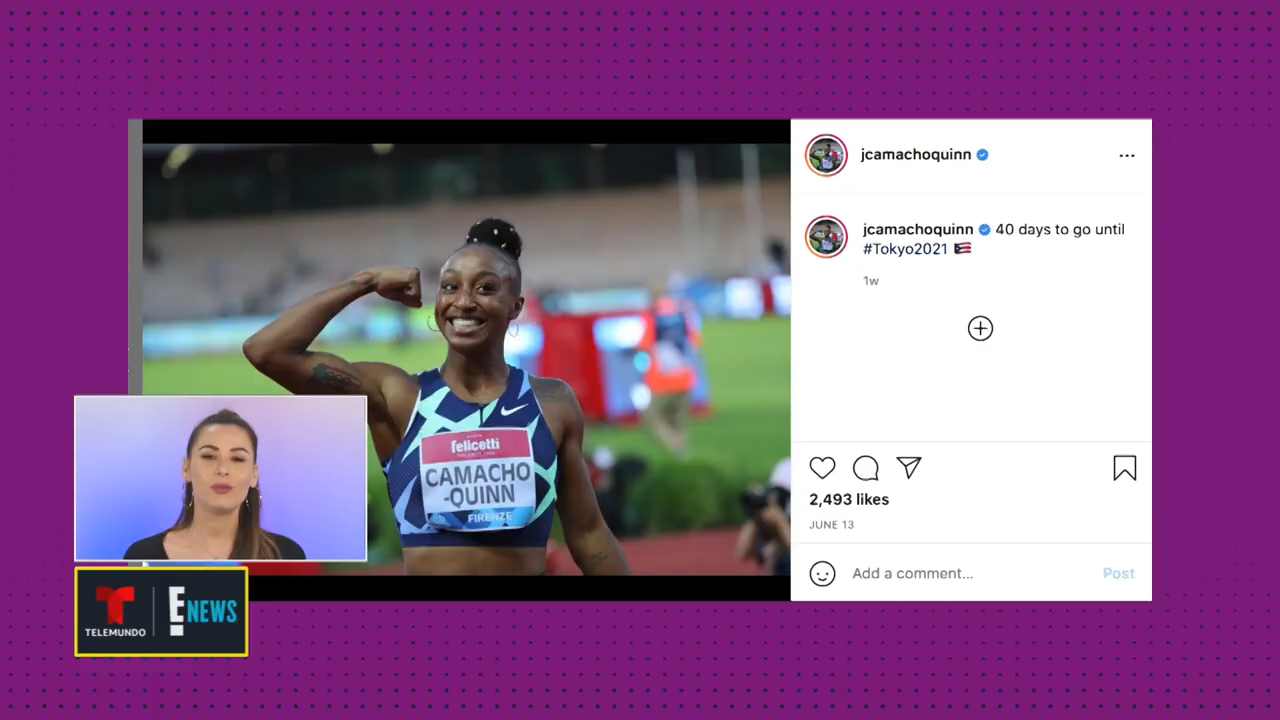 jcamachoquinn
jcamachoquinn 40 days to go until
#Tokyo2021
1w
felicetti
CAMACHO
-QUINN
FIRENZE
2,493 likes
JUNE 13
Add a comment... Post
TELEMUNDO
E! NEWS